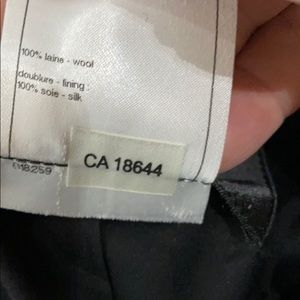 100% laine - wool
doublure - lining :
100% soie - silk
CA 18644